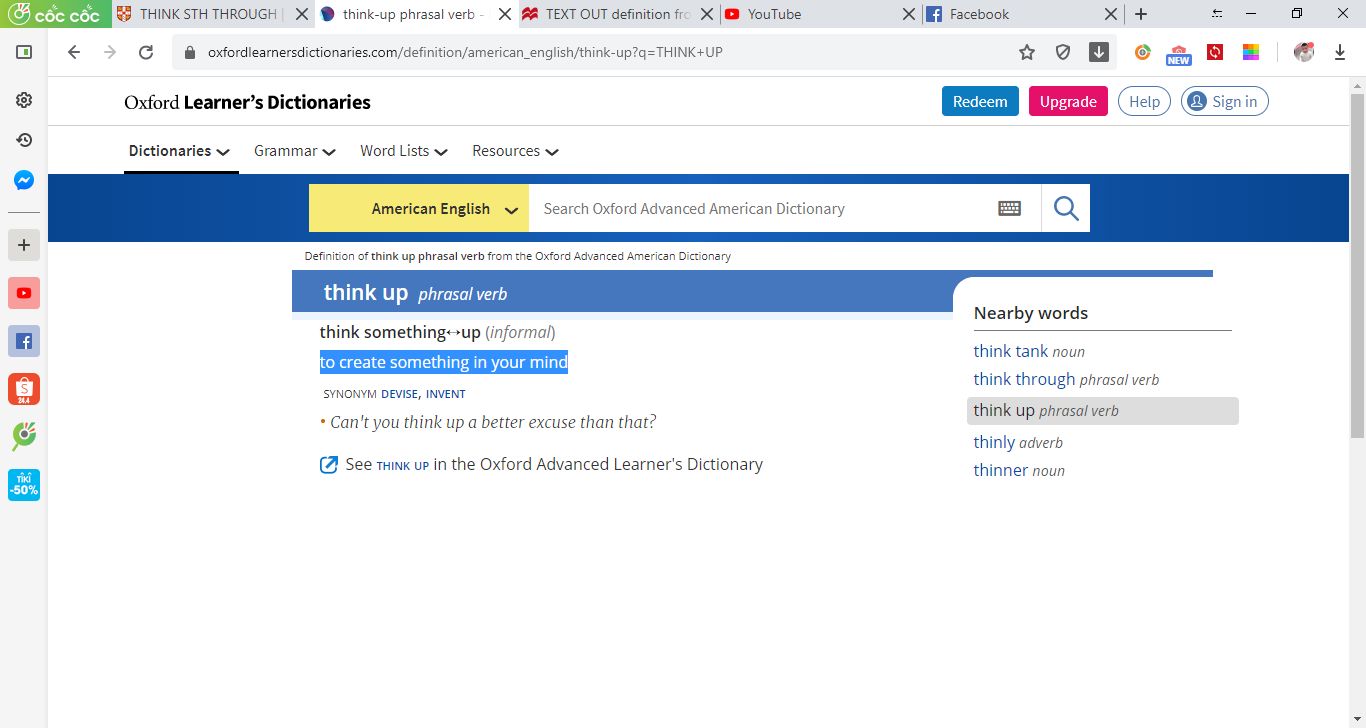 cốc cốc
THINK STH THROUGH |
think-up phrasal verb -
TEXT OUT definition fro
YouTube
Facebook
oxfordlearnersdictionaries.com/definition/american_english/think-up?q=THINK+UP
NEW
Oxford Learner's Dictionaries
Redeem
Upgrade
Help
Sign in
Dictionaries
Grammar
Word Lists
Resources
American English
Search Oxford Advanced American Dictionary
Definition of think up phrasal verb from the Oxford Advanced American Dictionary
think up phrasal verb
think something↔up (informal)
to create something in your mind
SYNONYM DEVISE, INVENT
• Can't you think up a better excuse than that?
See THINK UP in the Oxford Advanced Learner's Dictionary
Nearby words
think tank noun
think through phrasal verb
think up phrasal verb
thinly adverb
thinner noun
S
24.4
TIKI
-50%